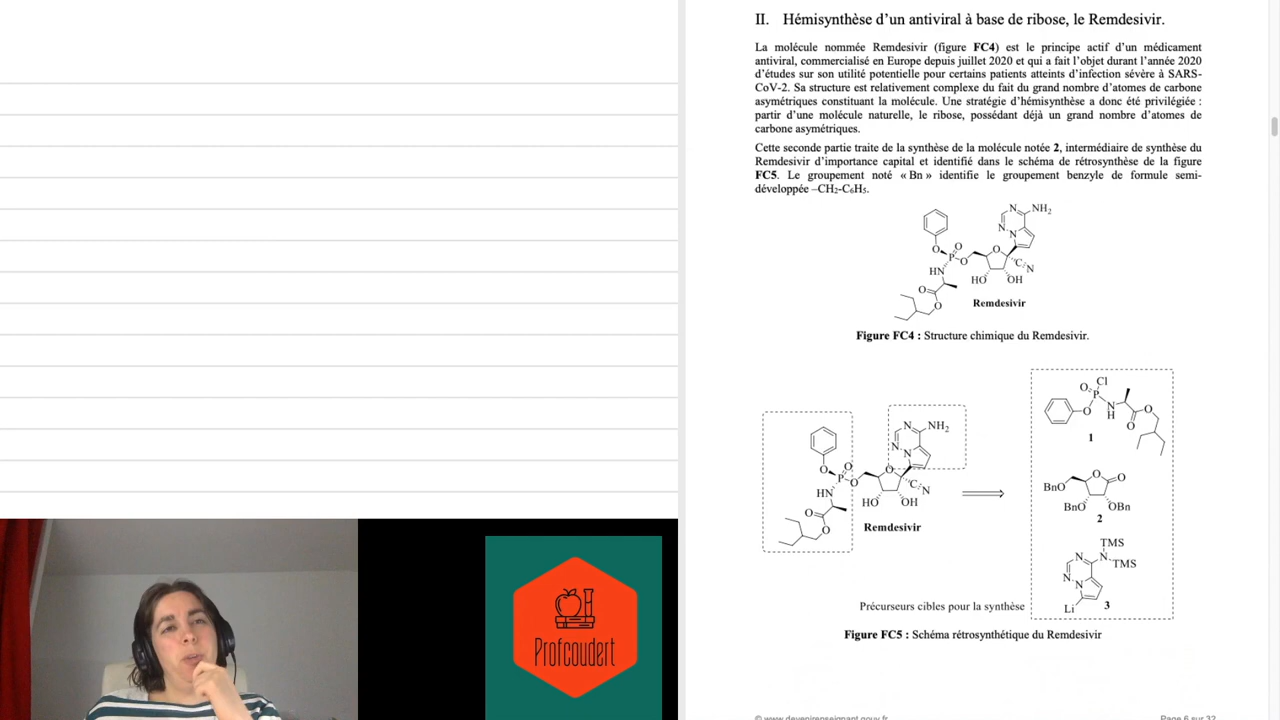 II. Hémisynthèse d'un antiviral à base de ribose, le Remdesivir.
La molécule nommée Remdesivir (figure FC4) est le principe actif d'un médicament
antiviral, commercialisé en Europe depuis juillet 2020 et qui a fait l'objet durant l'année 2020
d'études sur son utilité potentielle pour certains patients atteints d'infection sévère à SARS-
CoV-2. Sa structure est relativement complexe du fait du grand nombre d'atomes de carbone
asymétriques constituant la molécule. Une stratégie d'hémisynthèse a donc été privilégiée :
partir d'une molécule naturelle, le ribose, possédant déjà un grand nombre d'atomes de
carbone asymétriques.
Cette seconde partie traite de la synthèse de la molécule notée 2, intermédiaire de synthèse du
Remdesivir d'importance capital et identifié dans le schéma de rétrosynthèse de la figure
FC5. Le groupement noté « Bn » identifie le groupement benzyle de formule semi-
développée –CH₂-C₆H₅.
N NH₂
N
N
O O
P O O
HN C N
HO OH
O
O
Remdesivir
Figure FC4 : Structure chimique du Remdesivir.
Cl
O P
O N H
O
O
1
N NH₂
N
N
O O
P O O
HN C N
HO OH
O
O
Remdesivir
BnO O O
BnO OBn
2
TMS
N N TMS
N
N
Li 3
Précurseurs cibles pour la synthèse
Figure FC5 : Schéma rétrosynthétique du Remdesivir
Profcoudert
© www.devenirenseignant.gouv.fr Page 6 sur 32